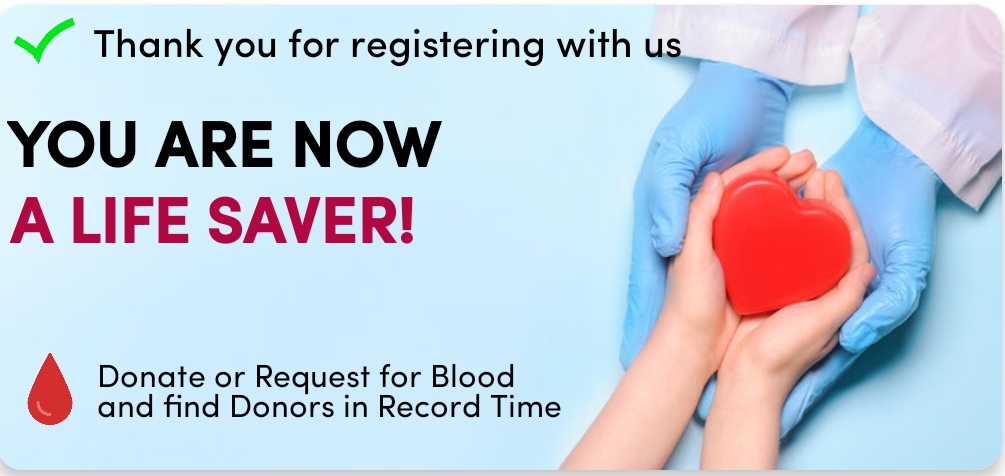 Thank you for registering with us
YOU ARE NOW
A LIFE SAVER!
Donate or Request for Blood
and find Donors in Record Time